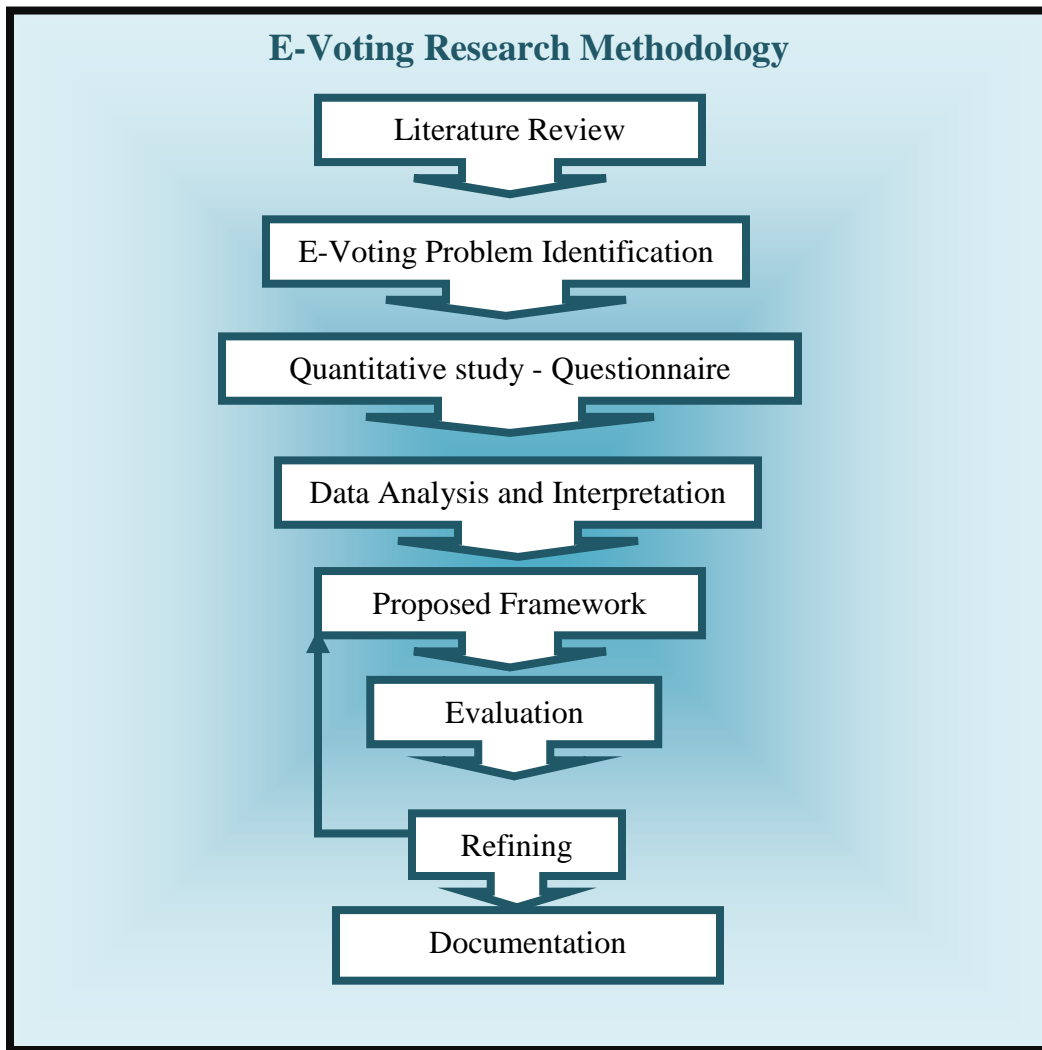 E-Voting Research Methodology
Literature Review
E-Voting Problem Identification
Quantitative study - Questionnaire
Data Analysis and Interpretation
Proposed Framework
Evaluation
Refining
Documentation